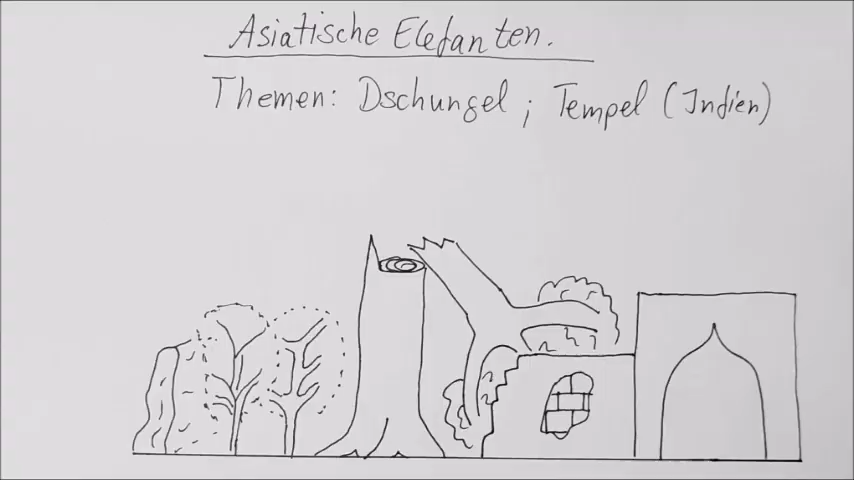 Asiatische Elefanten.
Themen: Dschungel ; Tempel (Indien)